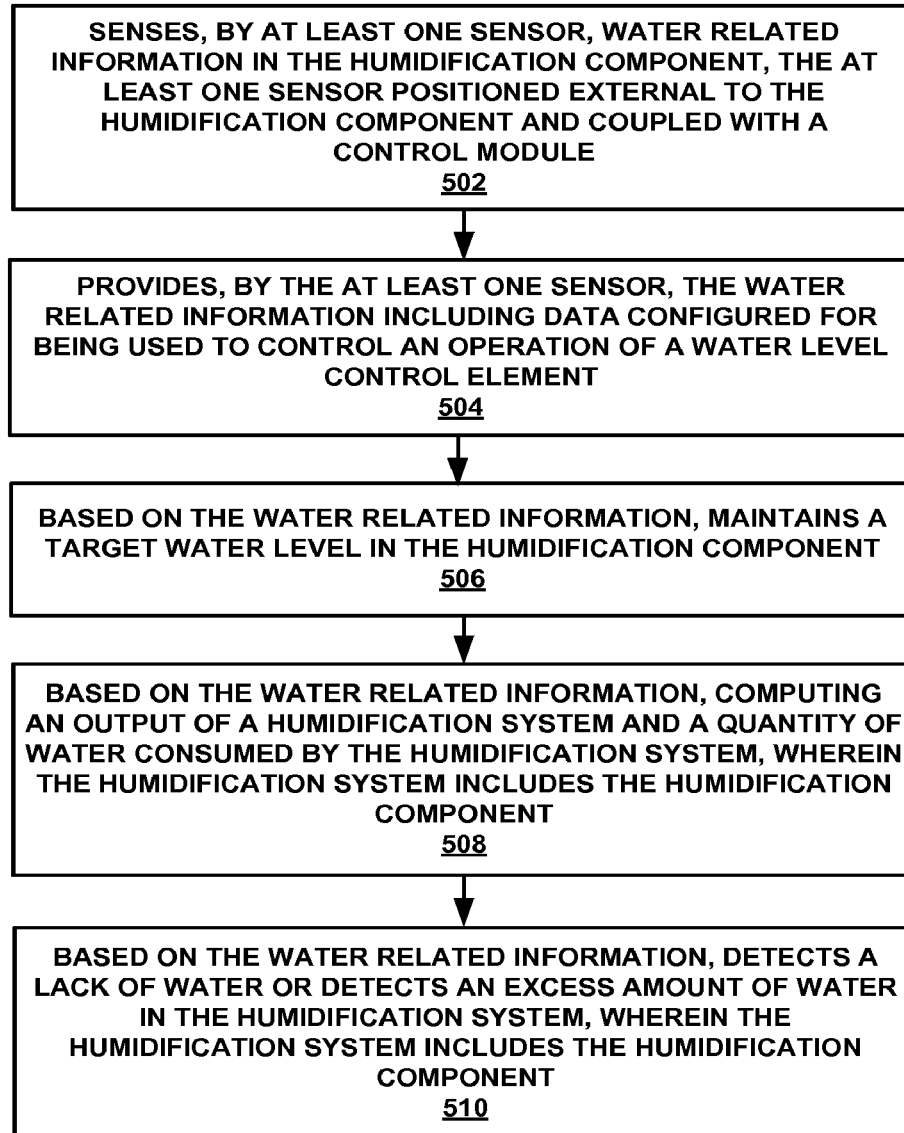 SENSES, BY AT LEAST ONE SENSOR, WATER RELATED
INFORMATION IN THE HUMIDIFICATION COMPONENT, THE AT
LEAST ONE SENSOR POSITIONED EXTERNAL TO THE
HUMIDIFICATION COMPONENT AND COUPLED WITH A
CONTROL MODULE
502
PROVIDES, BY THE AT LEAST ONE SENSOR, THE WATER
RELATED INFORMATION INCLUDING DATA CONFIGURED FOR
BEING USED TO CONTROL AN OPERATION OF A WATER LEVEL
CONTROL ELEMENT
504
BASED ON THE WATER RELATED INFORMATION, MAINTAINS A
TARGET WATER LEVEL IN THE HUMIDIFICATION COMPONENT
506
BASED ON THE WATER RELATED INFORMATION, COMPUTING
AN OUTPUT OF A HUMIDIFICATION SYSTEM AND A QUANTITY OF
WATER CONSUMED BY THE HUMIDIFICATION SYSTEM, WHEREIN
THE HUMIDIFICATION SYSTEM INCLUDES THE HUMIDIFICATION
COMPONENT
508
BASED ON THE WATER RELATED INFORMATION, DETECTS A
LACK OF WATER OR DETECTS AN EXCESS AMOUNT OF WATER
IN THE HUMIDIFICATION SYSTEM, WHEREIN THE
HUMIDIFICATION SYSTEM INCLUDES THE HUMIDIFICATION
COMPONENT
510